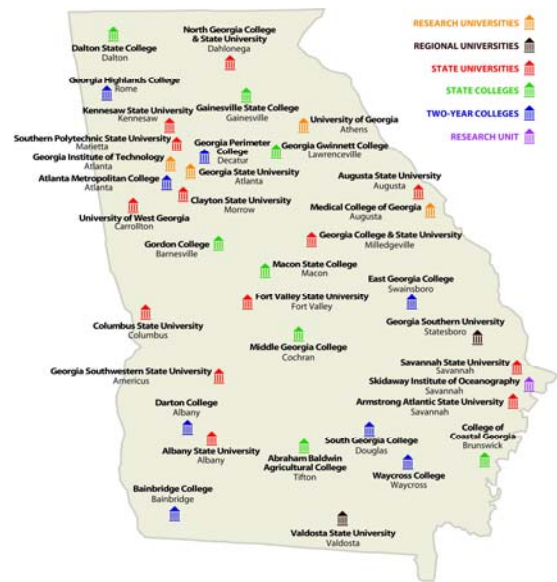 RESEARCH UNIVERSITIES
REGIONAL UNIVERSITIES
STATE UNIVERSITIES
STATE COLLEGES
TWO-YEAR COLLEGES
RESEARCH UNIT
North Georgia College
& State University
Dahlonega
Dalton State College
Dalton
Georgia Highlands College
Rome
Gainesville State College
Gainesville
Kennesaw State University
Kennesaw
University of Georgia
Athens
Southern Polytechnic State University
Marietta
Georgia Perimeter
College
Decatur
Georgia Gwinnett College
Lawrenceville
Georgia Institute of Technology
Atlanta
Georgia State University
Atlanta
Atlanta Metropolitan College
Atlanta
Augusta State University
Augusta
Clayton State University
Morrow
Medical College of Georgia
Augusta
University of West Georgia
Carrollton
Gordon College
Barnesville
Georgia College & State University
Milledgeville
Macon State College
Macon
East Georgia College
Swainsboro
Fort Valley State University
Fort Valley
Columbus State University
Columbus
Georgia Southern University
Statesboro
Middle Georgia College
Cochran
Savannah State University
Savannah
Georgia Southwestern State University
Americus
Skidaway Institute of Oceanography
Savannah
Armstrong Atlantic State University
Savannah
Darton College
Albany
Albany State University
Albany
South Georgia College
Douglas
College of
Coastal Georgia
Brunswick
Abraham Baldwin
Agricultural College
Tifton
Waycross College
Waycross
Bainbridge College
Bainbridge
Valdosta State University
Valdosta